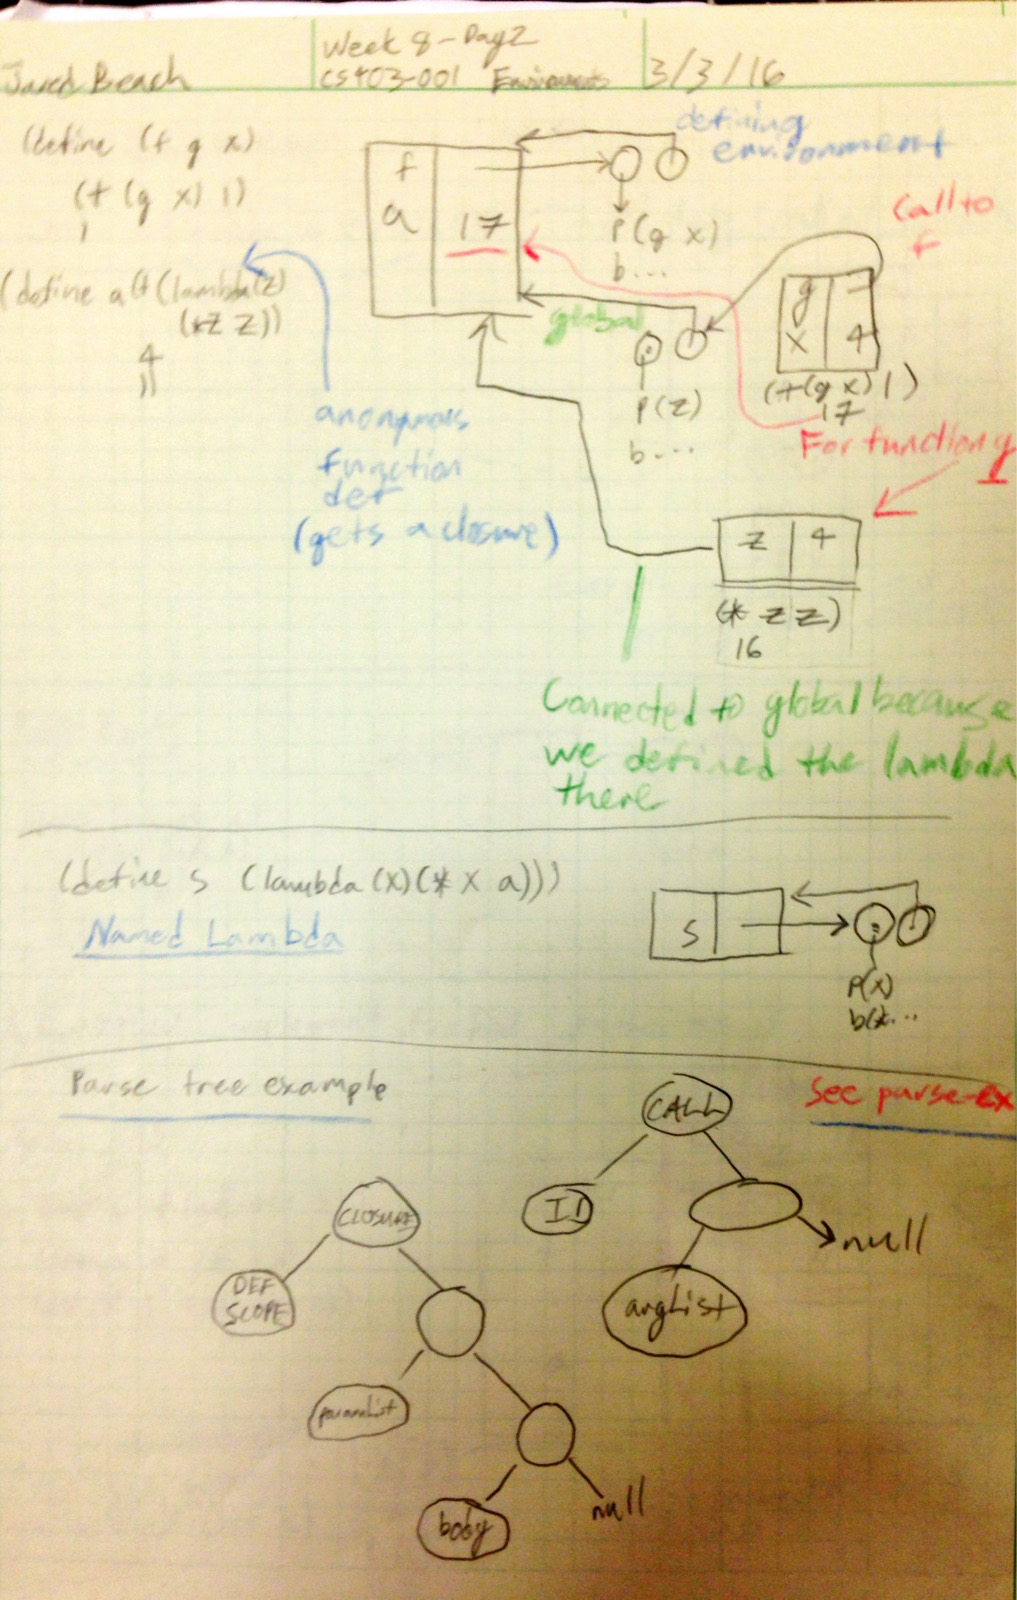 Jared Beach
Week 8 - Day 2
CS403-001 Environments
3/3/16
(define (f g x)
(+ (g x) 1)
)
(define a (f (lambda (z)
(* z z))
4
))
anonymous
function
def
(gets a closure)
f
a 17
defining
environment
p(g x)
b...
global
p(z)
b...
Call to
f
g
x 4
(+(g x) 1)
17
For function g
z 4
(* z z)
16
Connected to global because
we defined the lambda
there
(define s (lambda (x) (* x a)))
Named Lambda
s
p(x)
Parse tree example
See parse-ex
CALL
ID
null
argList
CLOSURE
DEF
SCOPE
paramList
body
null